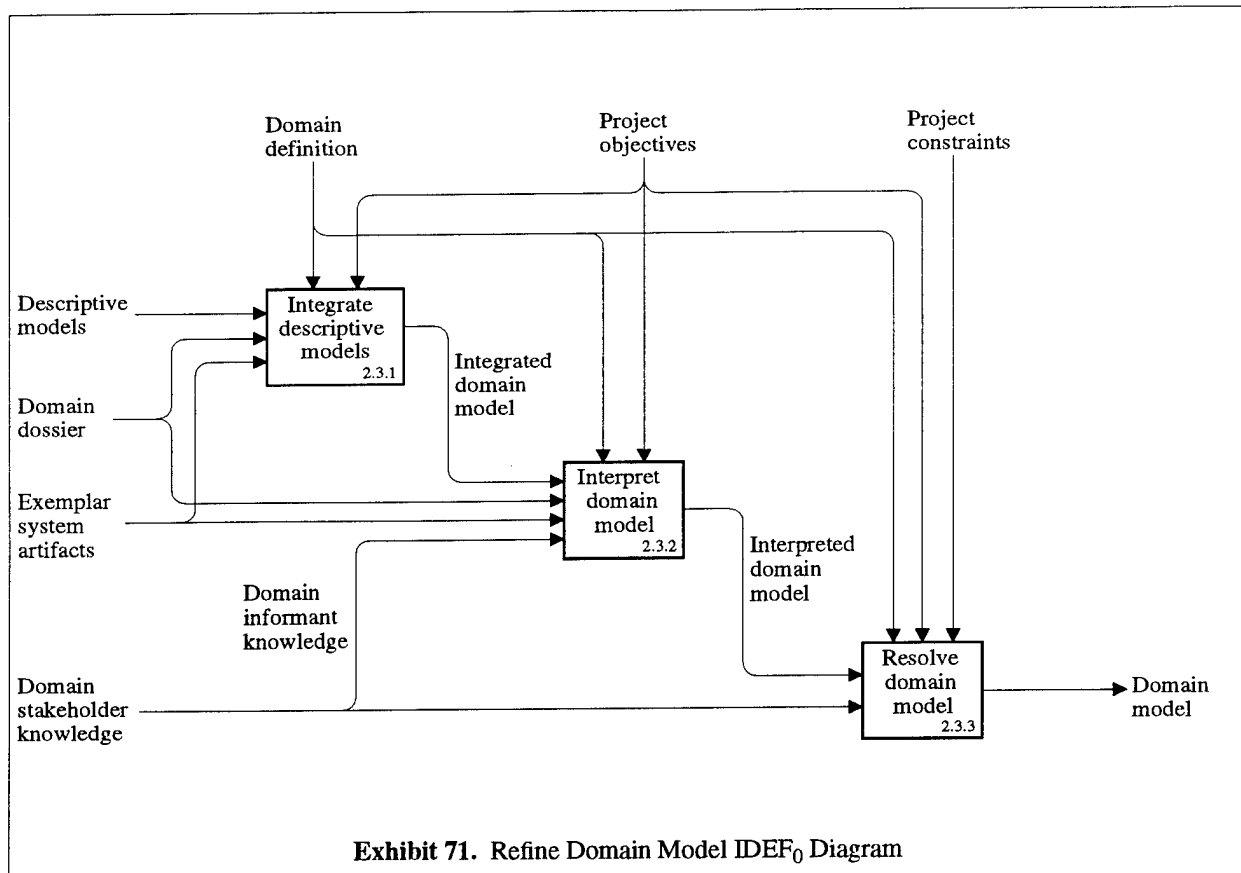 Domain
definition
Project
objectives
Project
constraints
Descriptive
models
Integrate
descriptive
models
2.3.1
Integrated
domain
model
Domain
dossier
Interpret
domain
model
2.3.2
Exemplar
system
artifacts
Interpreted
domain
model
Domain
informant
knowledge
Resolve
domain
model
2.3.3
Domain
stakeholder
knowledge
Domain
model
Exhibit 71. Refine Domain Model IDEF0 Diagram